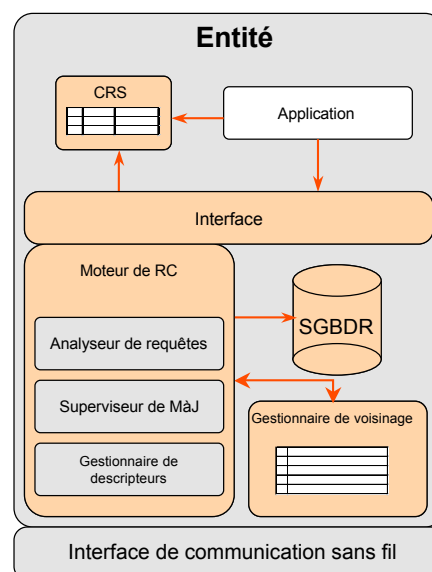 Entité
CRS
Application
Interface
Moteur de RC
SGBDR
Analyseur de requêtes
Superviseur de MàJ
Gestionnaire de voisinage
Gestionnaire de
descripteurs
Interface de communication sans fil